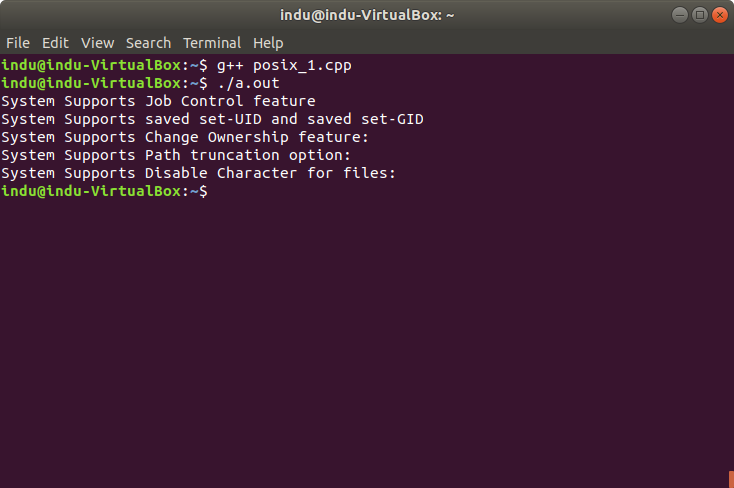 indu@indu-VirtualBox: ~
File Edit View Search Terminal Help
indu@indu-VirtualBox:~$ g++ posix_1.cpp
indu@indu-VirtualBox:~$ ./a.out
System Supports Job Control feature
System Supports saved set-UID and saved set-GID
System Supports Change Ownership feature:
System Supports Path truncation option:
System Supports Disable Character for files:
indu@indu-VirtualBox:~$